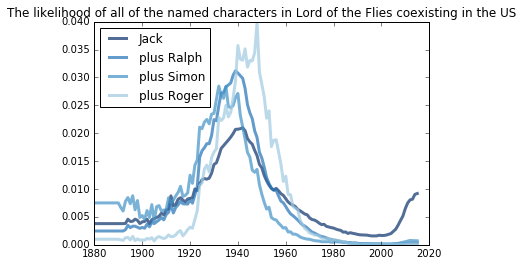 The likelihood of all of the named characters in Lord of the Flies coexisting in the US
0.040
0.035
0.030
0.025
0.020
0.015
0.010
0.005
0.000
Jack
plus Ralph
plus Simon
plus Roger
1880 1900 1920 1940 1960 1980 2000 2020